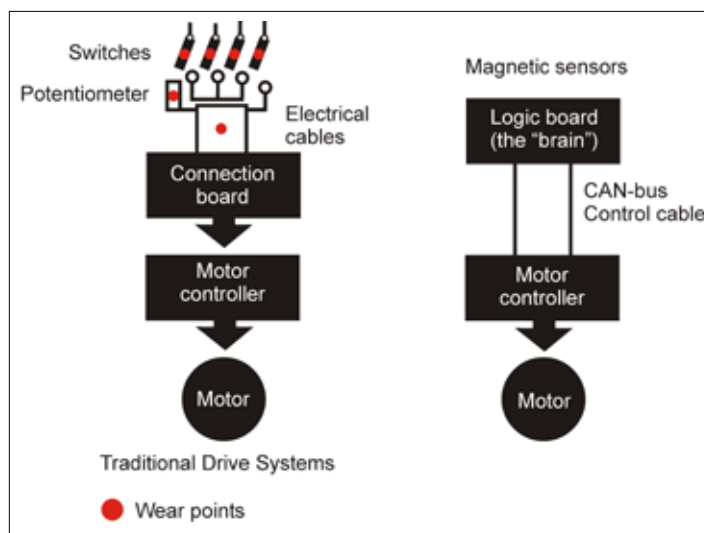 Switches
Potentiometer
Electrical
cables
Connection
board
Motor
controller
Motor
Traditional Drive Systems
Wear points
Magnetic sensors
Logic board
(the “brain”)
CAN-bus
Control cable
Motor
controller
Motor